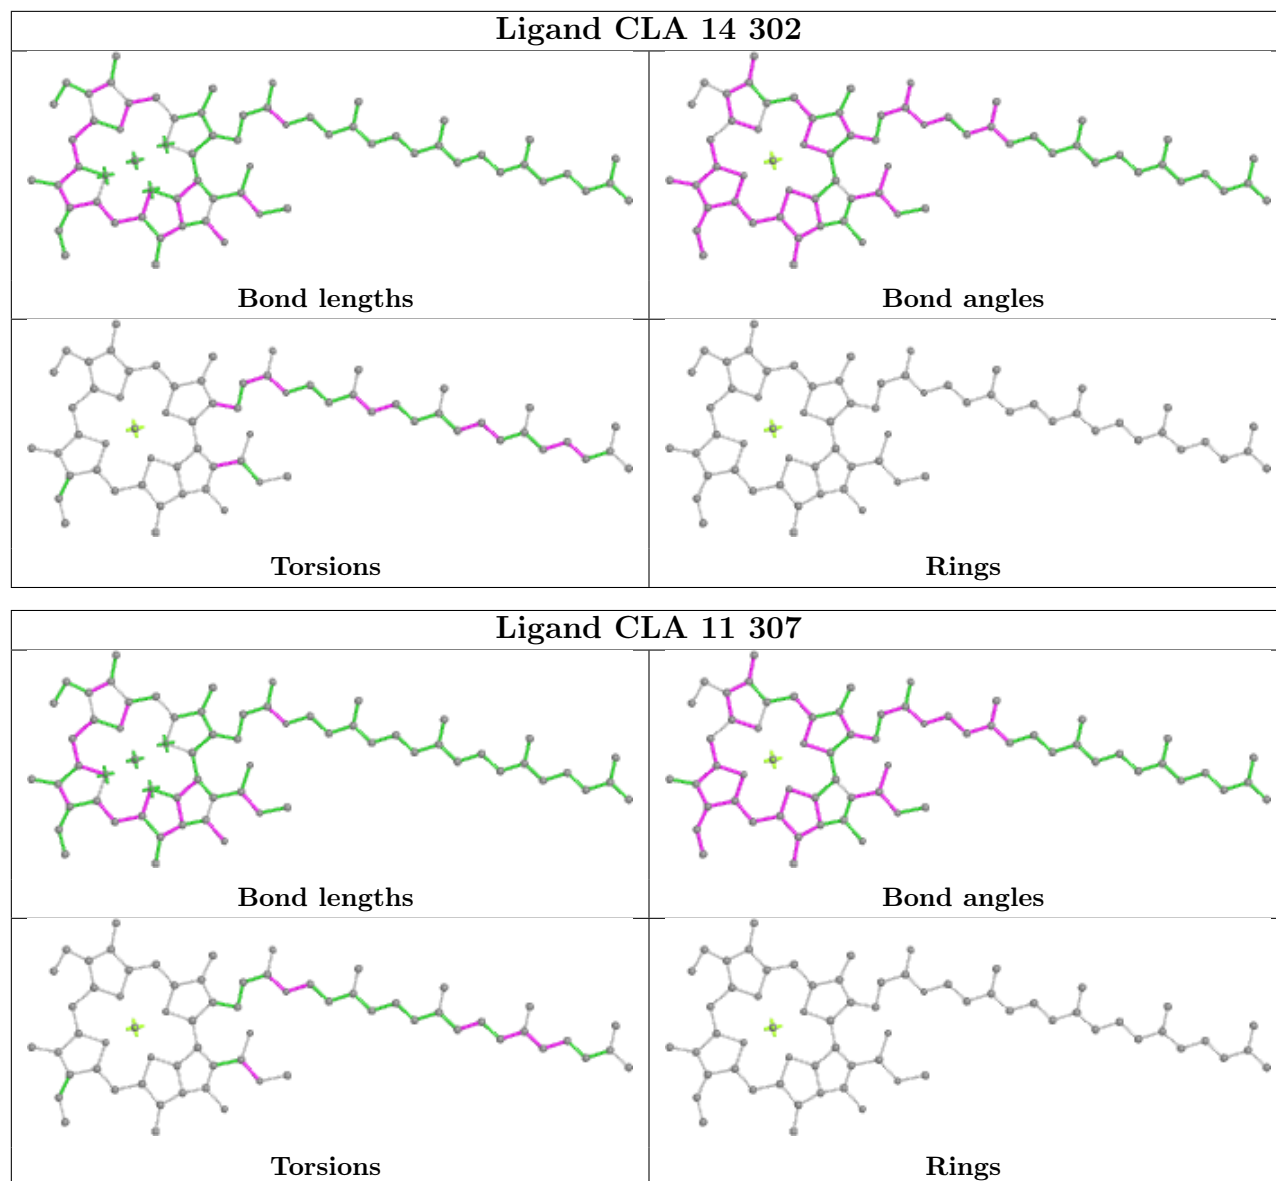 Ligand CLA 14 302
Bond lengths
Bond angles
Torsions
Rings
Ligand CLA 11 307
Bond lengths
Bond angles
Torsions
Rings